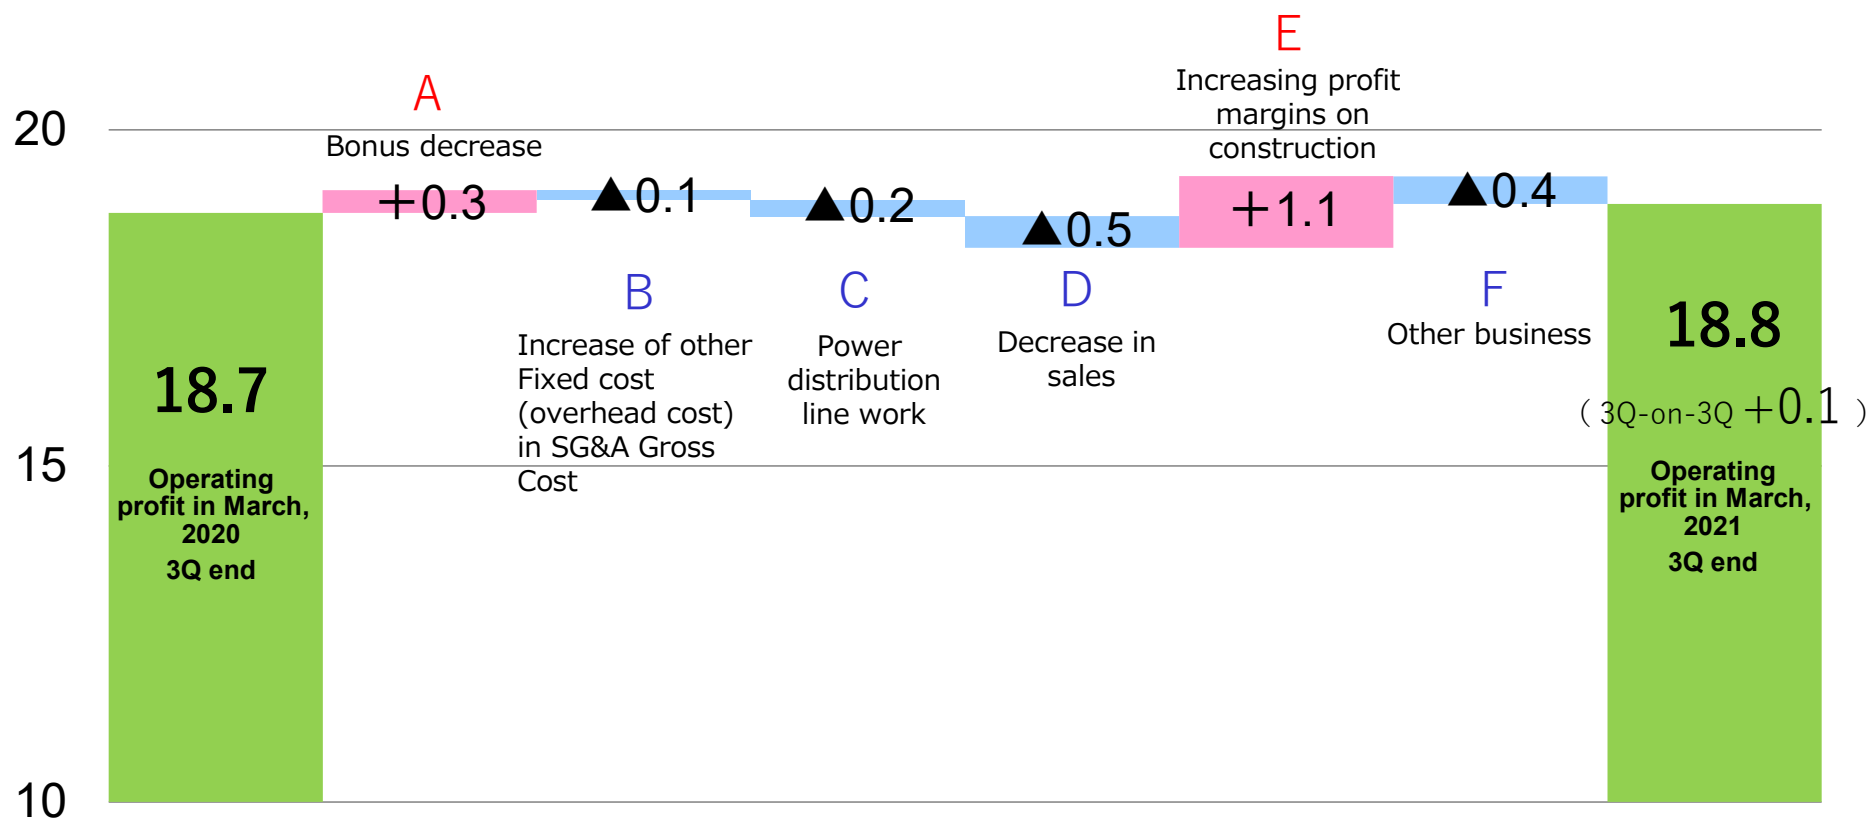 20
15
10
18.7
Operating
profit in March,
2020
3Q end
A
Bonus decrease
+0.3
▲0.1
B
Increase of other
Fixed cost
(overhead cost)
in SG&A Gross
Cost
▲0.2
C
Power
distribution
line work
▲0.5
D
Decrease in
sales
E
Increasing profit
margins on
construction
+1.1
▲0.4
F
Other business
18.8
( 3Q-on-3Q +0.1 )
Operating
profit in March,
2021
3Q end